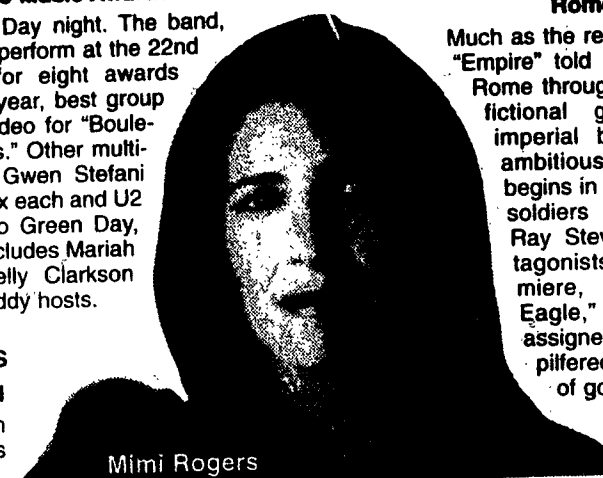 Day night. The band,
perform at the 22nd
for eight awards
year, best group
deo for “Boule-
s.” Other multi-
Gwen Stefani
x each and U2
o Green Day,
cludes Mariah
elly Clarkson
ddy hosts.
S
Mimi Rogers
Rome
Much as the re
“Empire” told
Rome throug
fictional g
imperial b
ambitious
begins in
soldiers
Ray Stev
tagonists
miere,
Eagle,”
assigne
pilfered
of go